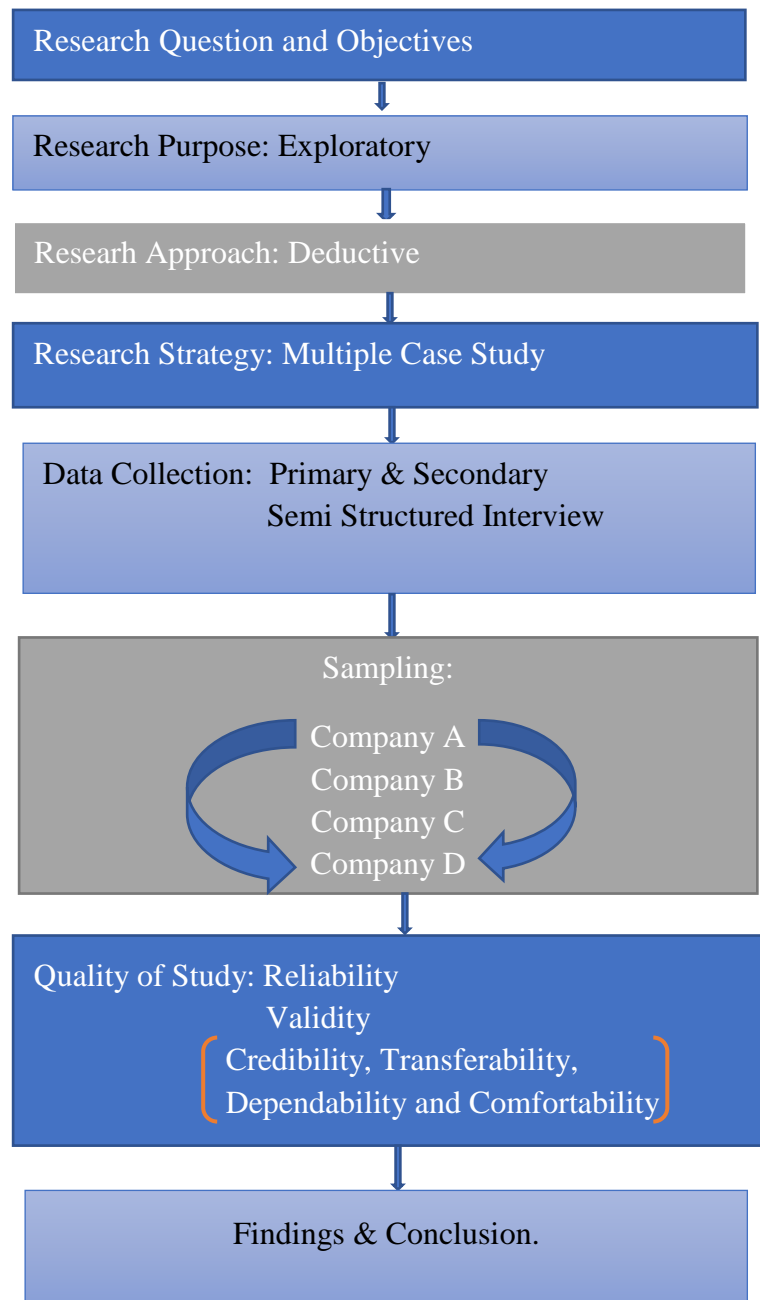 Research Question and Objectives
Research Purpose: Exploratory
Researh Approach: Deductive
Research Strategy: Multiple Case Study
Data Collection: Primary & Secondary
Semi Structured Interview
Sampling:
Company A
Company B
Company C
Company D
Quality of Study: Reliability
Validity
Credibility, Transferability,
Dependability and Comfortability
Findings & Conclusion.